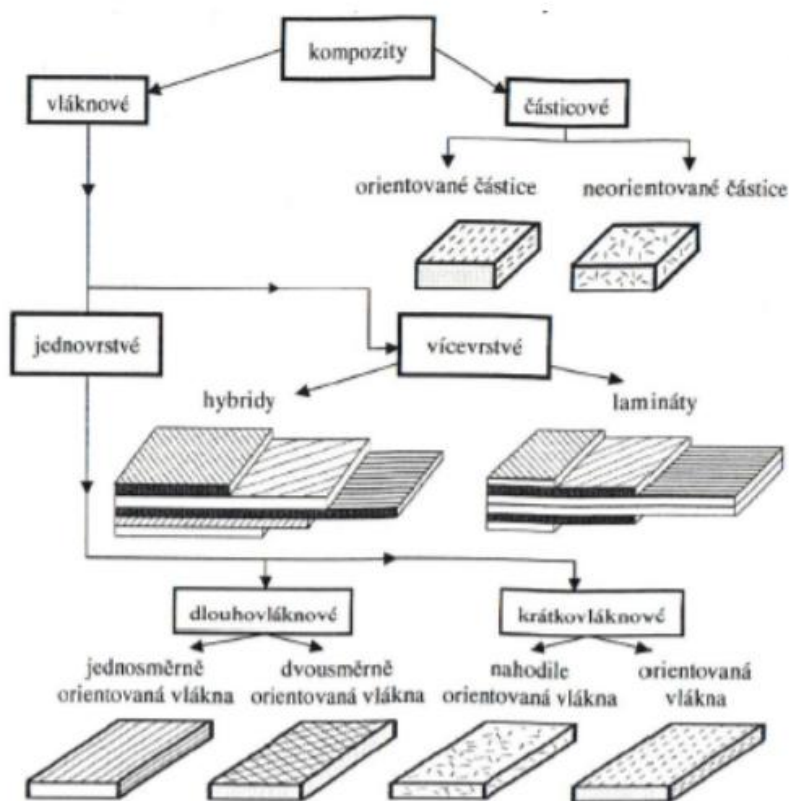 kompozity
vláknové
částicové
orientované částice
neorientované částice
jednovrstvé
vícevrstvé
hybridy
lamináty
dlouhovláknové
krátkovláknové
jednosměrně
orientovaná vlákna
dvousměrně
orientovaná vlákna
nahodile
orientovaná vlákna
orientovaná
vlákna